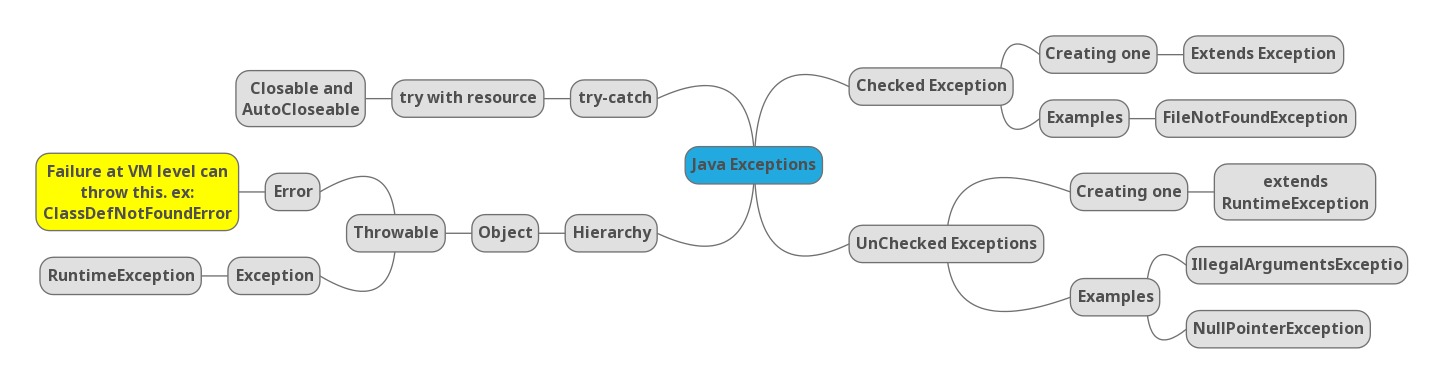 Java Exceptions
Checked Exception
Creating one
Extends Exception
Examples
FileNotFoundException
UnChecked Exceptions
Creating one
extends
RuntimeException
Examples
IllegalArgumentsExceptio
NullPointerException
try-catch
try with resource
Closable and
AutoCloseable
Hierarchy
Object
Throwable
Error
Failure at VM level can
throw this. ex:
ClassDefNotFoundError
Exception
RuntimeException